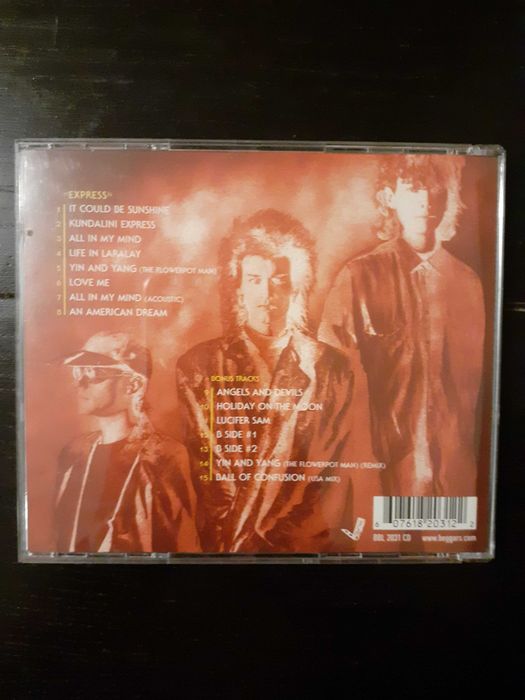 "EXPRESS"
1 IT COULD BE SUNSHINE
2 KUNDALINI EXPRESS
3 ALL IN MY MIND
4 LIFE IN LARALAY
5 YIN AND YANG (THE FLOWERPOT MAN)
6 LOVE ME
7 ALL IN MY MIND (ACOUSTIC)
8 AN AMERICAN DREAM
BONUS TRACKS
9 ANGELS AND DEVILS
10 HOLIDAY ON THE MOON
11 LUCIFER SAM
12 B SIDE #1
13 B SIDE #2
14 YIN AND YANG (THE FLOWERPOT MAN) (REMIX)
15 BALL OF CONFUSION (USA MIX)
6 07618 20312 2
BBL 2031 CD www.beggars.com